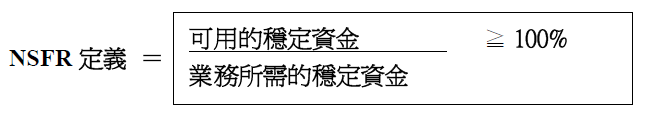 可用的穩定資金 ≧ 100%
NSFR 定義 =
業務所需的穩定資金